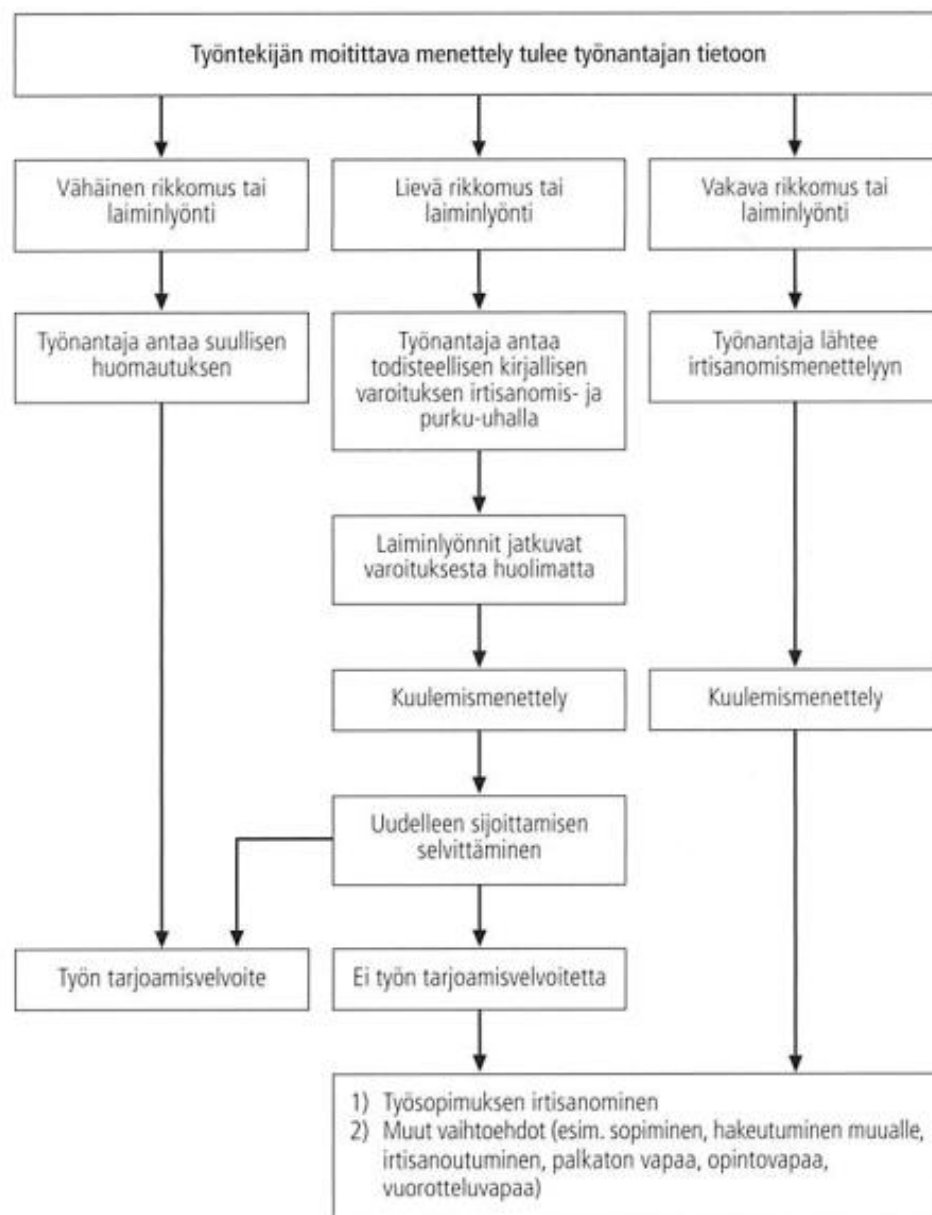 Työntekijän moitittava menettely tulee työnantajan tietoon
Vähäinen rikkomus tai
laiminlyönti
Lievä rikkomus tai
laiminlyönti
Vakava rikkomus tai
laiminlyönti
Työnantaja antaa suullisen
huomautuksen
Työnantaja antaa
todisteellisen kirjallisen
varoituksen irtisanomis- ja
purku-uhalla
Työnantaja lähtee
irtisanomismenettelyyn
Laiminlyönnit jatkuvat
varoituksesta huolimatta
Kuulemismenettely
Kuulemismenettely
Uudelleen sijoittamisen
selvittäminen
Työn tarjoamisvelvoite
Ei työn tarjoamisvelvoitetta
1) Työsopimuksen irtisanominen
2) Muut vaihtoehdot (esim. sopiminen, hakeutuminen muualle,
irtisanoutuminen, palkaton vapaa, opintovapaa,
vuorotteluvapaa)